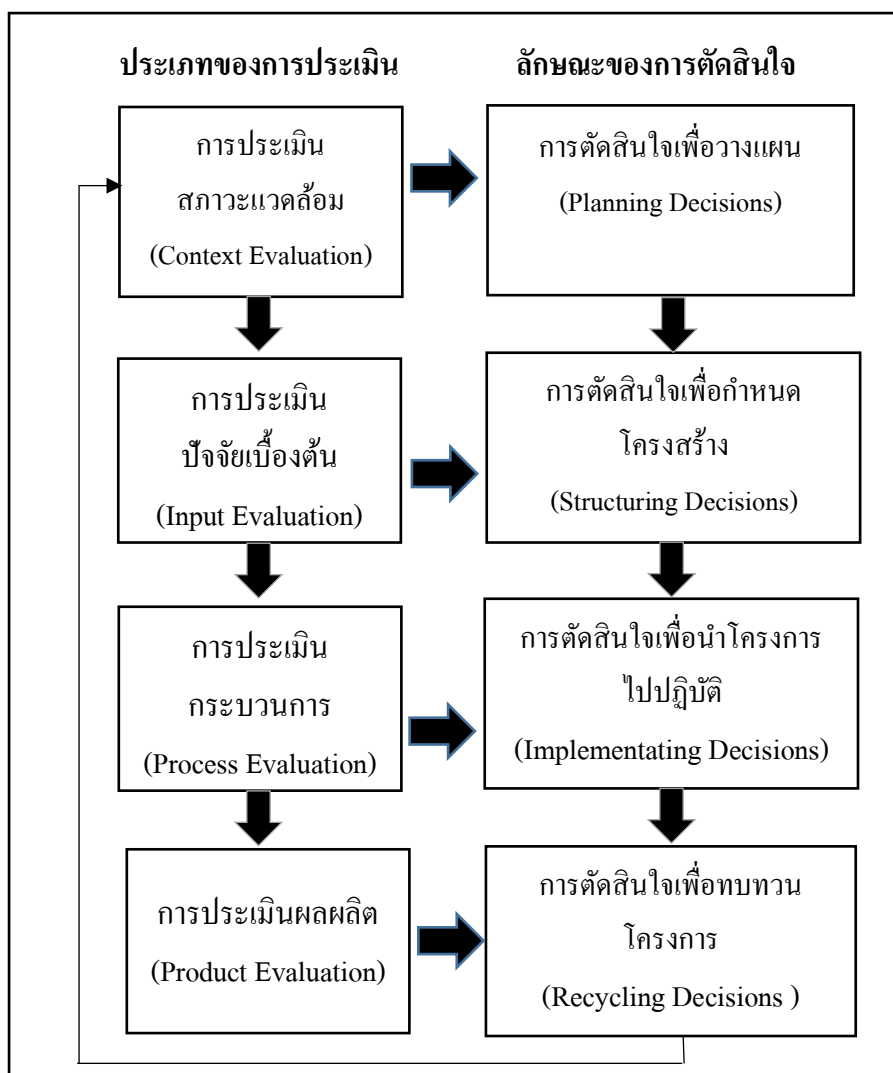 ประเภทของการประเมิน
ลักษณะของการตัดสินใจ
การประเมิน
สภาวะแวดล้อม
(Context Evaluation)
การตัดสินใจเพื่อวางแผน
(Planning Decisions)
การประเมิน
ปัจจัยเบื้องต้น
(Input Evaluation)
การตัดสินใจเพื่อกำหนด
โครงสร้าง
(Structuring Decisions)
การประเมิน
กระบวนการ
(Process Evaluation)
การตัดสินใจเพื่อนำโครงการ
ไปปฏิบัติ
(Implementating Decisions)
การประเมินผลผลิต
(Product Evaluation)
การตัดสินใจเพื่อทบทวน
โครงการ
(Recycling Decisions )